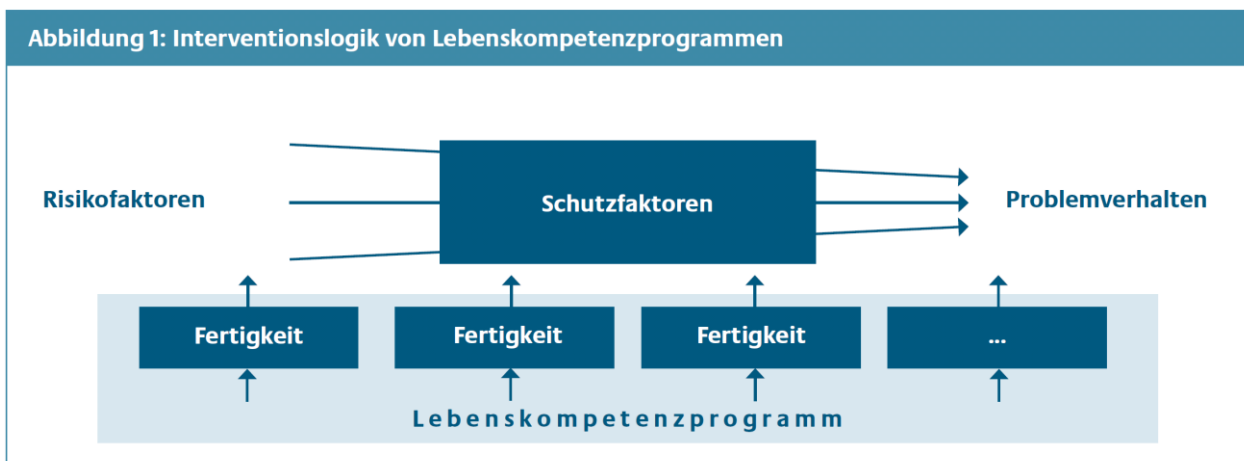 Abbildung 1: Interventionslogik von Lebenskompetenzprogrammen
Risikofaktoren
Schutzfaktoren
Problemverhalten
Fertigkeit
Fertigkeit
Fertigkeit
...
Lebenskompetenzprogramm